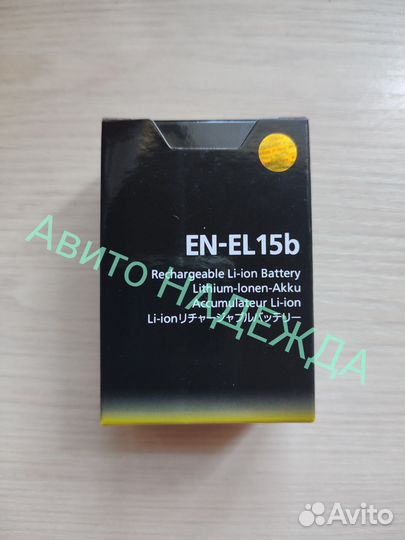 EN-EL15b
Rechargeable Li-ion Battery
Lithium-Ionen-Akku
Accumulateur Li-ion
Li-ionリチャージャブルバッテリー
АВИТО НАДЕЖДА
Avito